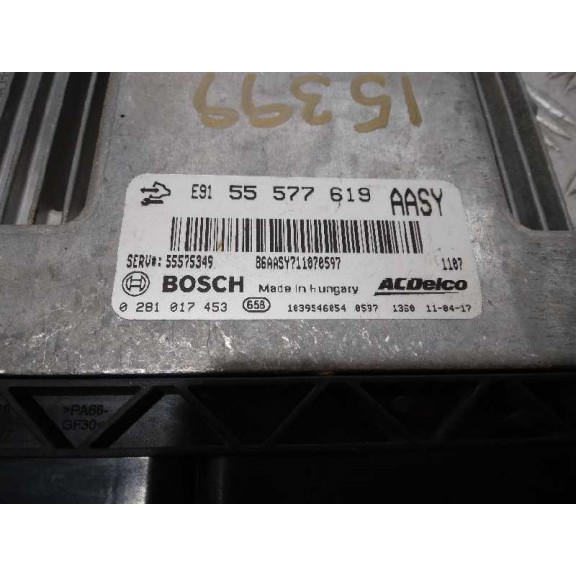 15399
E91 55 577 619 AASY
SERV#: 55575349 86AASY711070597 1107
BOSCH Made in Hungary ACDelco
0 281 017 453 658 1039S46054 0597 1360 11-04-17
>PA66-
GF30<